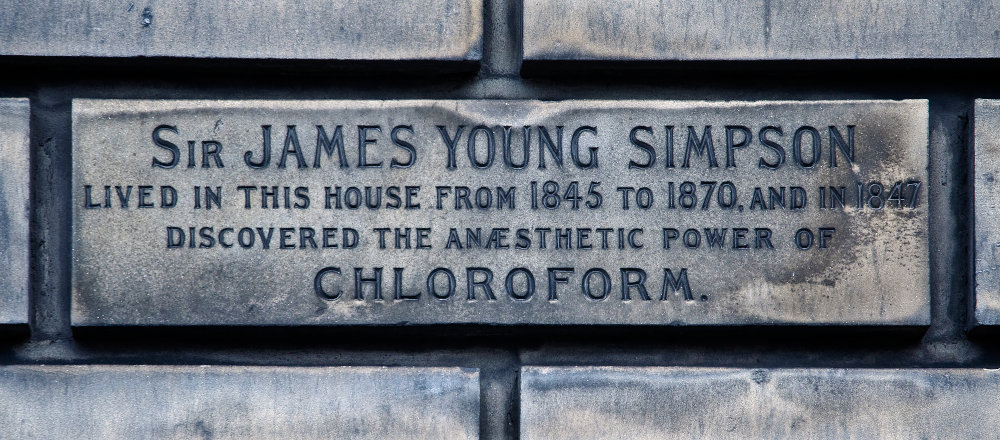 Sir JAMES YOUNG SIMPSON
LIVED IN THIS HOUSE FROM 1845 TO 1870, AND IN 1847
DISCOVERED THE ANÆSTHETIC POWER OF
CHLOROFORM.